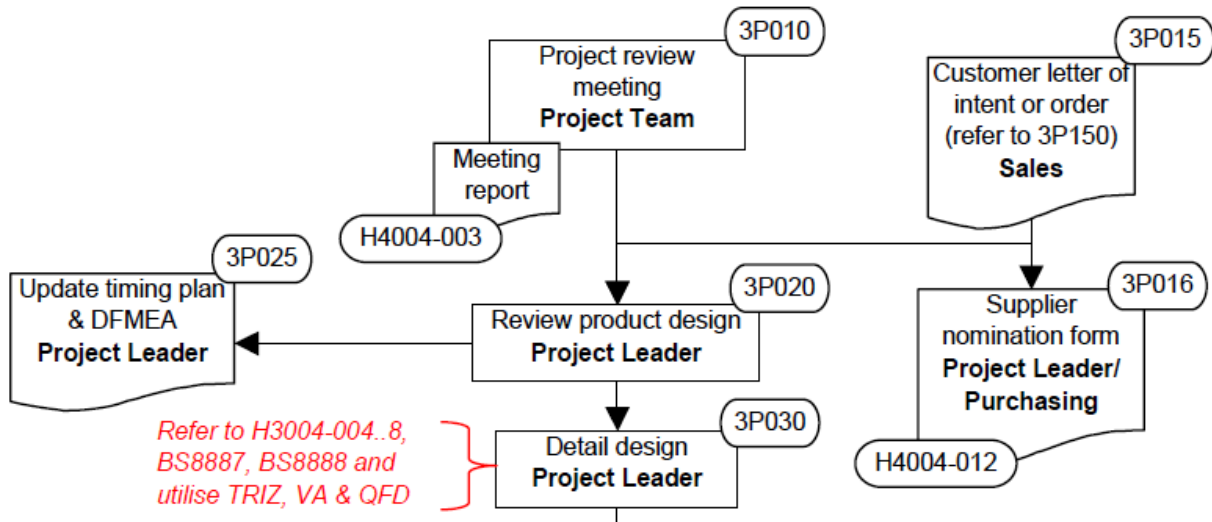 3P010
Project review
meeting
Project Team
Meeting
report
H4004-003
3P015
Customer letter of
intent or order
(refer to 3P150)
Sales
3P025
Update timing plan
& DFMEA
Project Leader
3P020
Review product design
Project Leader
3P016
Supplier
nomination form
Project Leader/
Purchasing
H4004-012
Refer to H3004-004..8,
BS8887, BS8888 and
utilise TRIZ, VA & QFD
3P030
Detail design
Project Leader